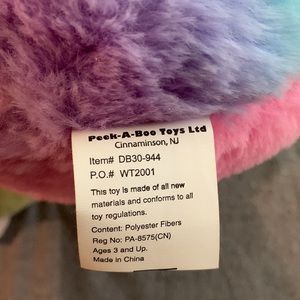 Peek-A-Boo Toys Ltd
Cinnaminson, NJ
Item# DB30-944
P.O.# WT2001
This toy is made of all new
materials and conforms to all
toy regulations.
Content: Polyester Fibers
Reg No: PA-8575(CN)
Ages 3 and Up.
Made in China